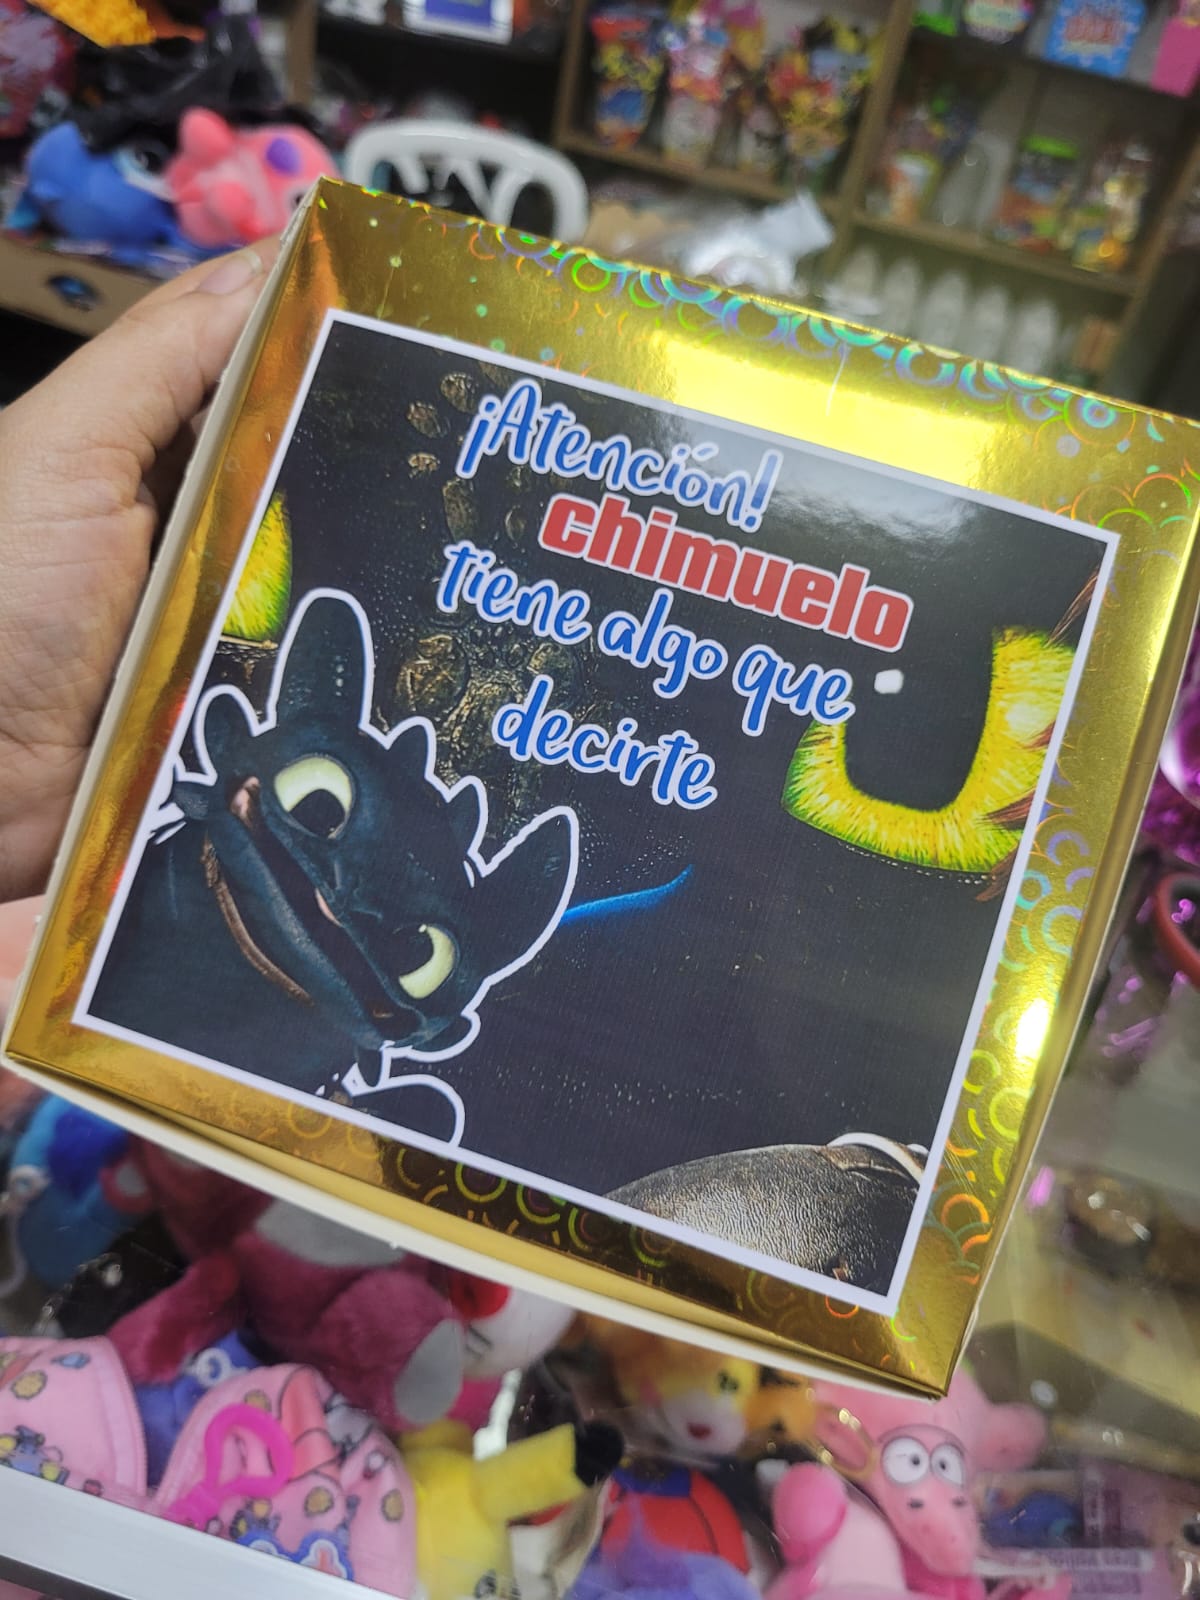 ¡Atención!
chimuelo
tiene algo que
decirte